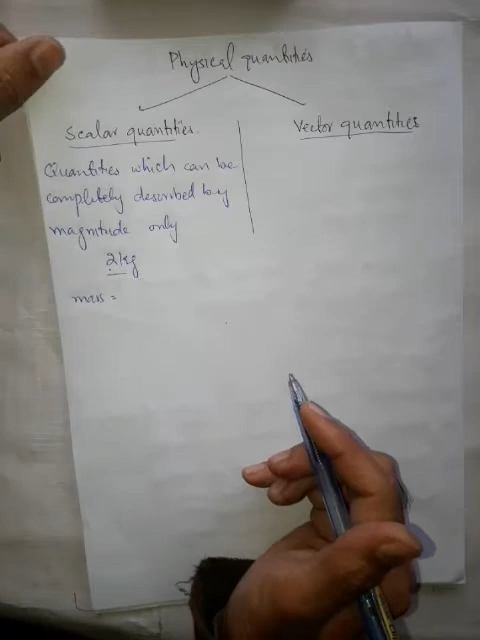 Physical quantities
Scalar quantities.
Vector quantities
Quantities which can be
completely described by
magnitude only
2kg
mass =